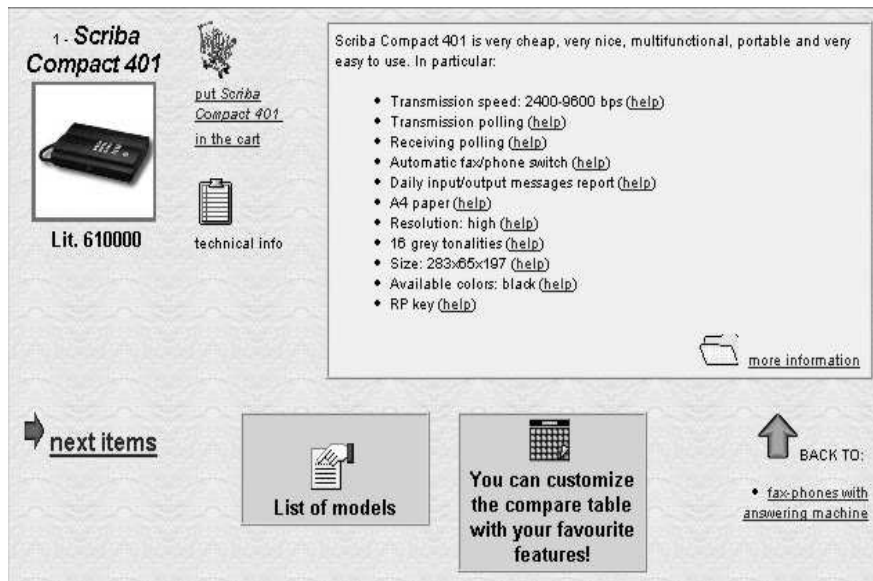 1 - Scriba
Compact 401
Lit. 610000
put Scriba
Compact 401
in the cart
technical info
Scriba Compact 401 is very cheap, very nice, multifunctional, portable and very
easy to use. In particular:
• Transmission speed: 2400-9600 bps (help)
• Transmission polling (help)
• Receiving polling (help)
• Automatic fax/phone switch (help)
• Daily input/output messages report (help)
• A4 paper (help)
• Resolution: high (help)
• 16 grey tonalities (help)
• Size: 283x65x197 (help)
• Available colors: black (help)
• RP key (help)
more information
next items
List of models
You can customize
the compare table
with your favourite
features!
BACK TO:
• fax-phones with
answering machine